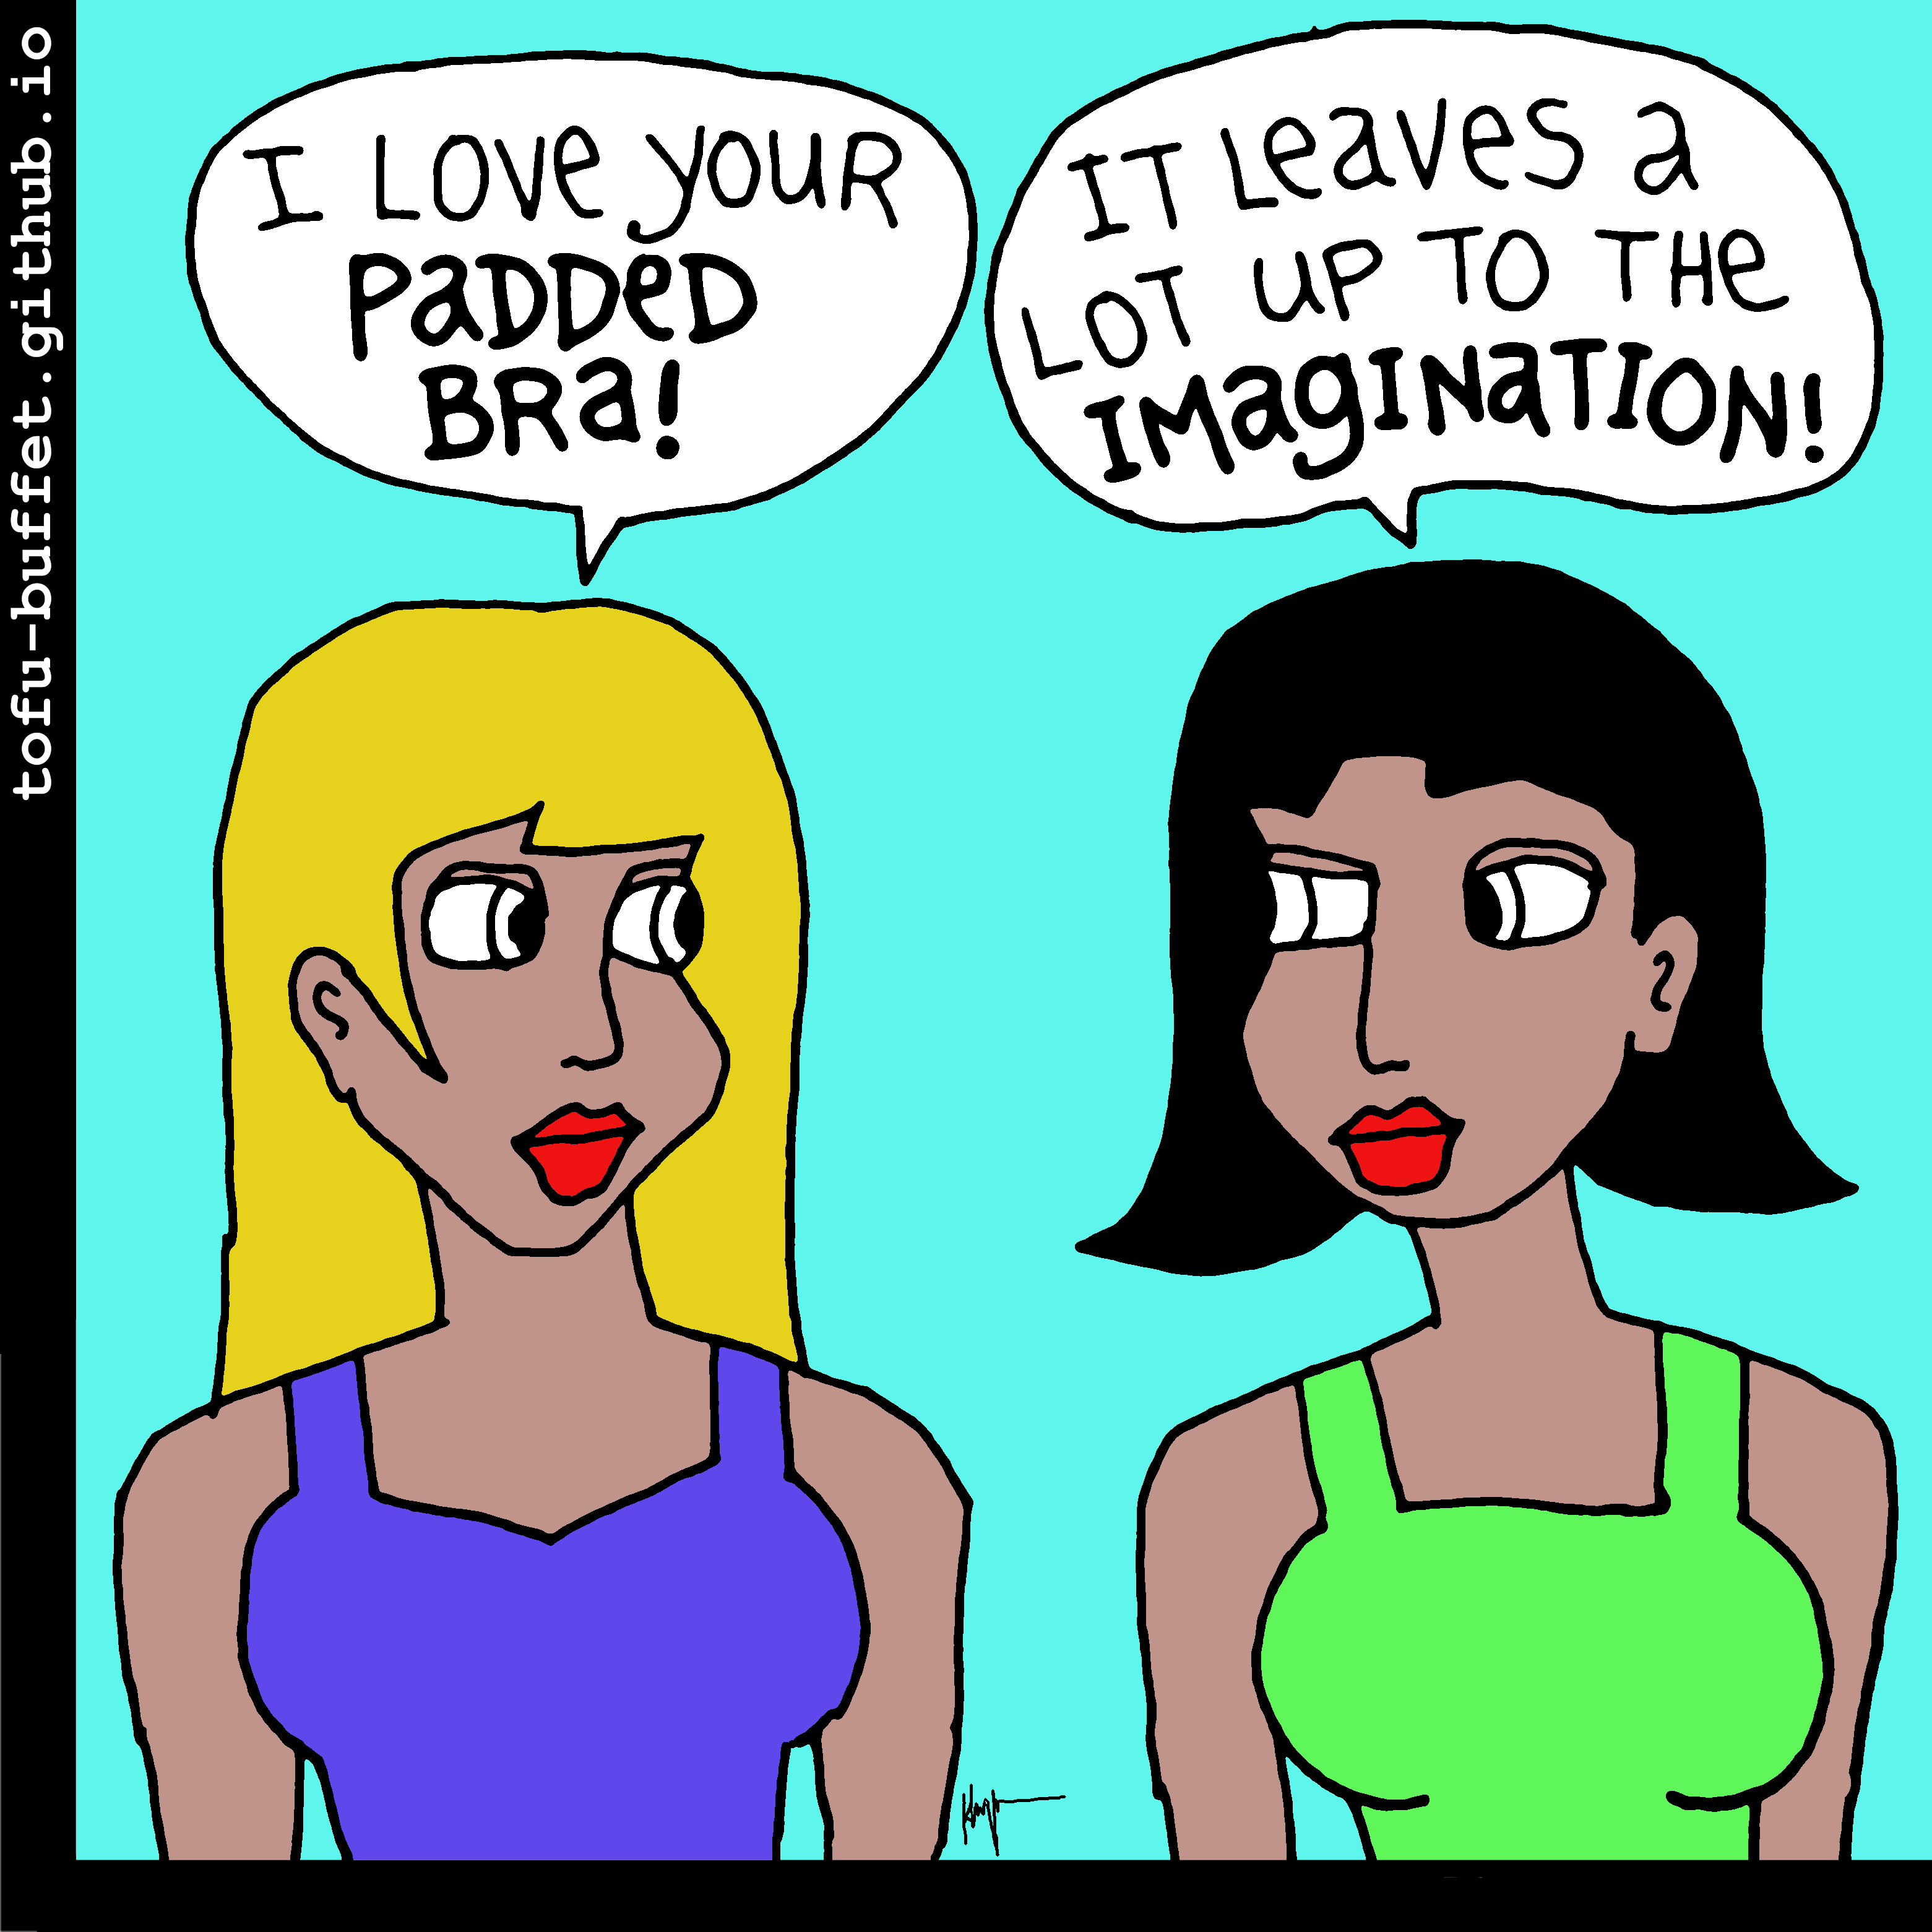 tofu-buffet.github.io
I LOVe yOUR
PaDDeD
BRa!
IT LeaVes a
LOT UP TO THe
IMagINaTION!